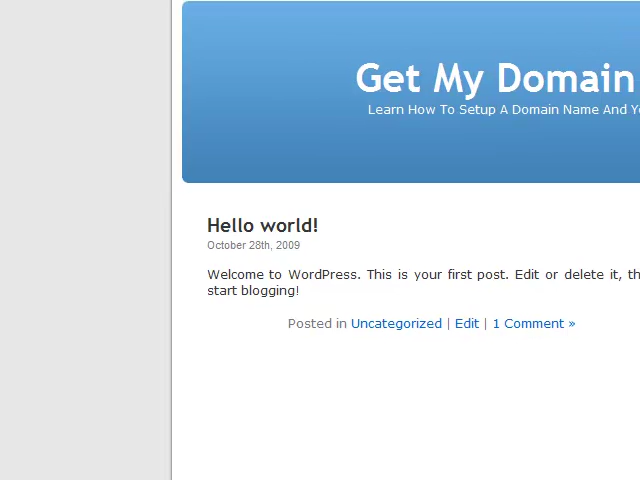 Get My Domain
Learn How To Setup A Domain Name And
Hello world!
October 28th, 2009
Welcome to WordPress. This is your first post. Edit or delete it,
start blogging!
Posted in Uncategorized | Edit | 1 Comment »